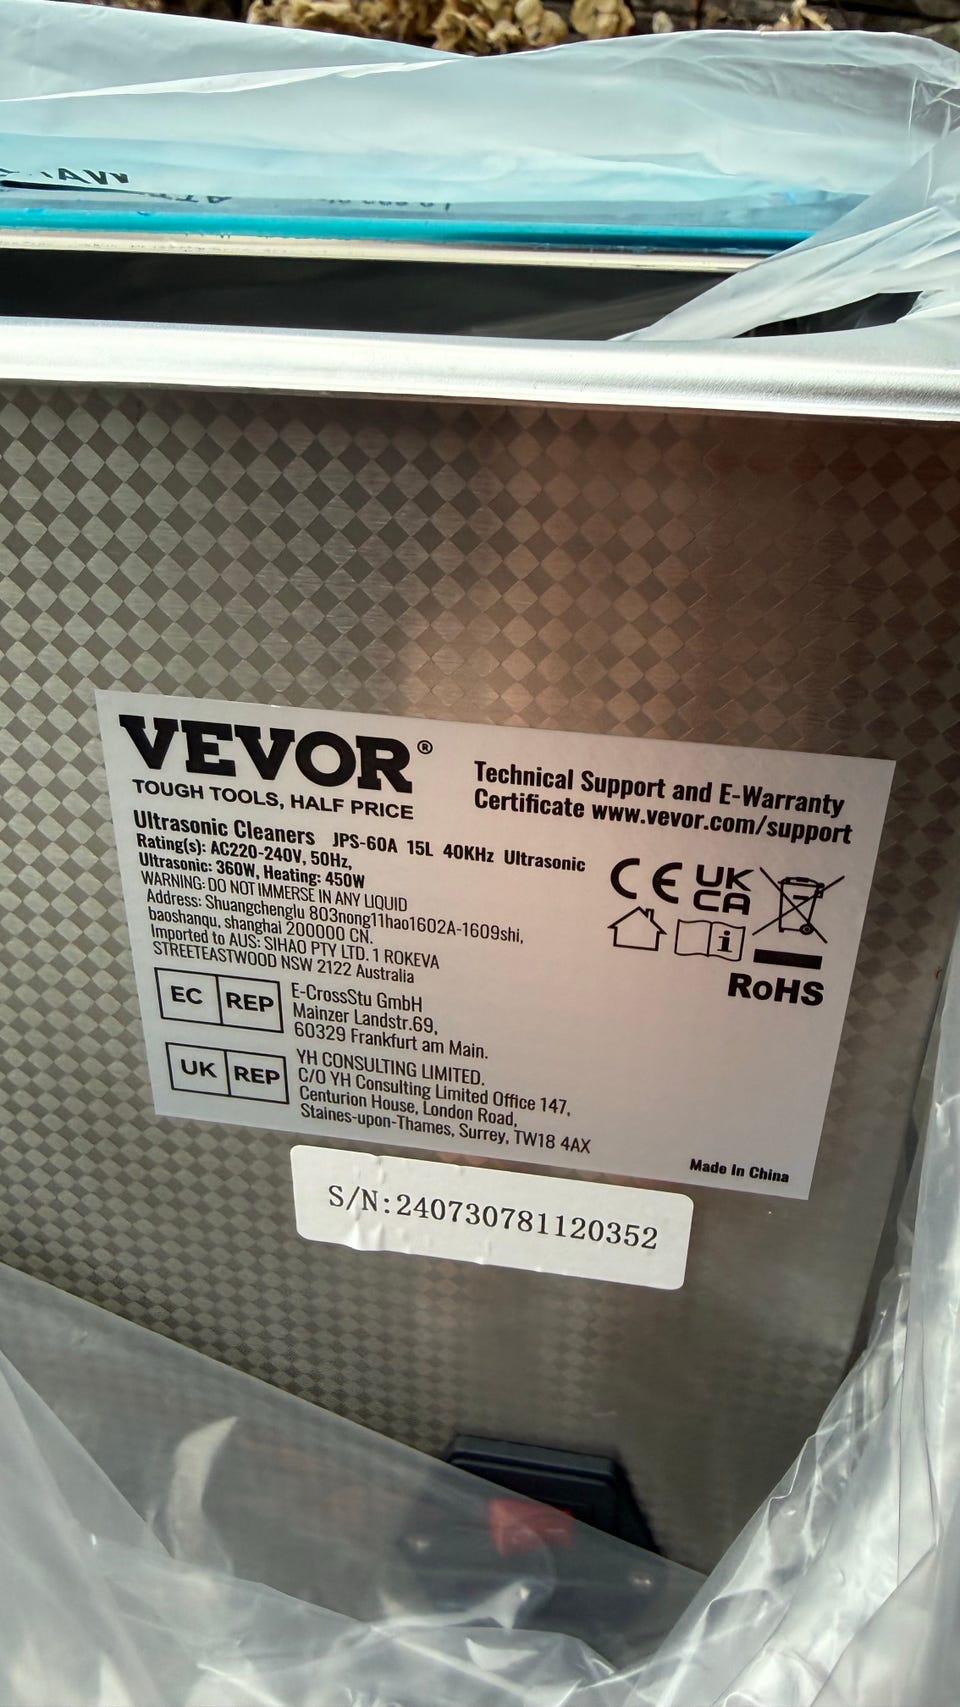 VEVOR®
TOUGH TOOLS, HALF PRICE
Technical Support and E-Warranty
Certificate www.vevor.com/support
Ultrasonic Cleaners JPS-60A 15L 40KHz Ultrasonic
Rating(s): AC220-240V, 50Hz,
Ultrasonic: 360W, Heating: 450W
WARNING: DO NOT IMMERSE IN ANY LIQUID
Address: Shuangchenglu 803nong11hao1602A-1609shi,
baoshanqu, shanghai 200000 CN.
Imported to AUS: SIHAO PTY LTD. 1 ROKEVA
STREETEASTWOOD NSW 2122 Australia
CE UK
CA
i
RoHS
EC REP
E-CrossStu GmbH
Mainzer Landstr.69,
60329 Frankfurt am Main.
UK REP
YH CONSULTING LIMITED.
C/O YH Consulting Limited Office 147,
Centurion House, London Road,
Staines-upon-Thames, Surrey, TW18 4AX
Made In China
S/N:240730781120352